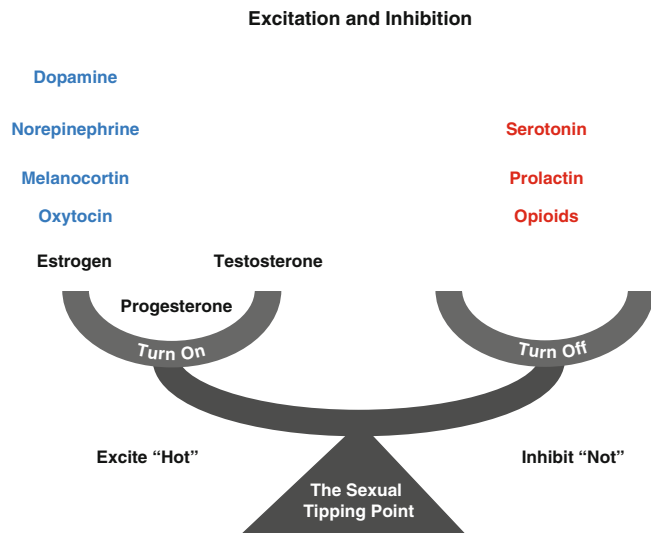 Excitation and Inhibition
Dopamine
Norepinephrine
Serotonin
Melanocortin
Prolactin
Oxytocin
Opioids
Estrogen
Testosterone
Progesterone
Turn On
Turn Off
Excite “Hot”
Inhibit “Not”
The Sexual
Tipping Point